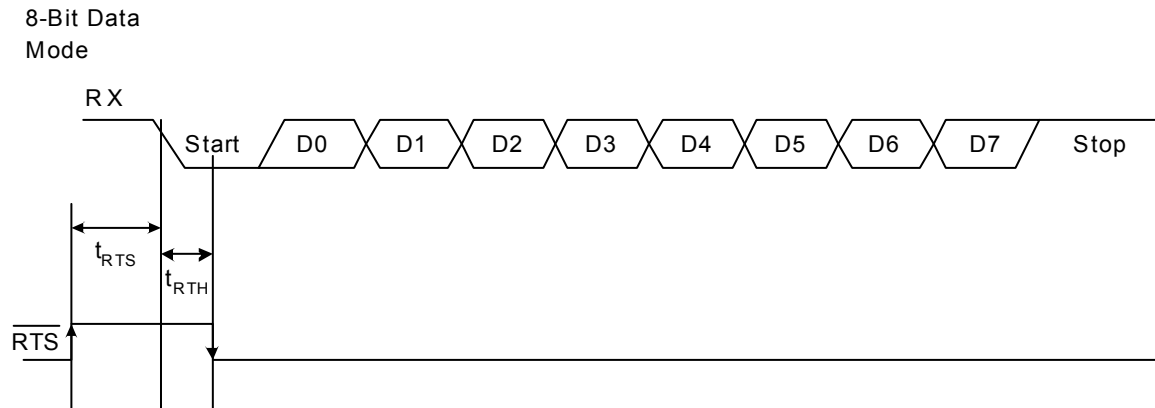 8-Bit Data
Mode
RX
Start D0 D1 D2 D3 D4 D5 D6 D7 Stop
tRTS
tRTH
RTS